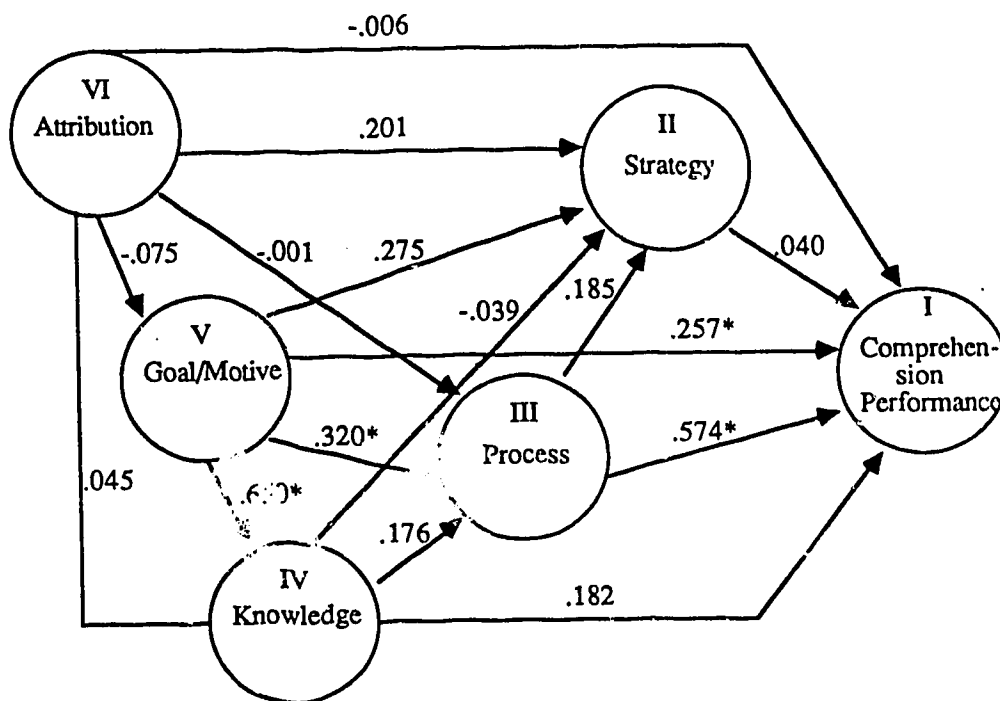 -.006
VI
Attribution
.201
II
Strategy
-.075
-.001
.275
.040
-.039
.185
V
Goal/Motive
.257*
I
Comprehen-
sion
Performance
III
Process
.320*
.574*
.045
.176
IV
Knowledge
.182